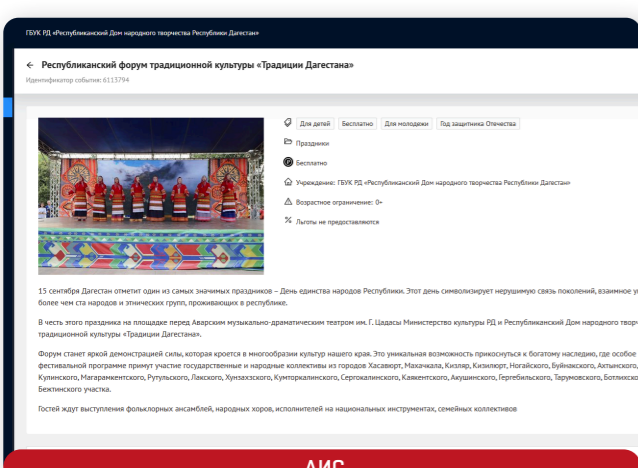 ГБУК РД «Республиканский Дом народного творчества Республики Дагестан»
← Республиканский форум традиционной культуры «Традиции Дагестана»
Идентификатор события: 6113794
Для детей Бесплатно Для молодежи Год защитника Отечества
Праздники
Бесплатно
Учреждение: ГБУК РД «Республиканский Дом народного творчества Республики Дагестан»
Возрастное ограничение: 0+
Льготы не предоставляются
15 сентября Дагестан отметит один из самых значимых праздников – День единства народов Республики. Этот день символизирует нерушимую связь поколений, взаимное
более чем ста народов и этнических групп, проживающих в республике.
В честь этого праздника на площадке перед Аварским музыкально-драматическим театром им. Г. Цадасы Министерство культуры РД и Республиканский Дом народного
традиционной культуры «Традиции Дагестана».
Форум станет яркой демонстрацией силы, которая кроется в многообразии культур нашего края. Это уникальная возможность прикоснуться к богатому наследию, где особое
фестивальной программе примут участие государственные и народные коллективы из городов Хасавюрт, Махачкала, Кизляр, Кизилюрт, Ногайского, Буйнакского, Ахтынского,
Кулинского, Магарамкентского, Рутульского, Лакского, Хунзахзского, Кумторкалинского, Сергокалинского, Каякентского, Акушинского, Гергебильского, Тарумовского,
Бежтинского участка.
Гостей ждут выступления фольклорных ансамблей, народных хоров, исполнителей на национальных инструментах, семейных коллективов